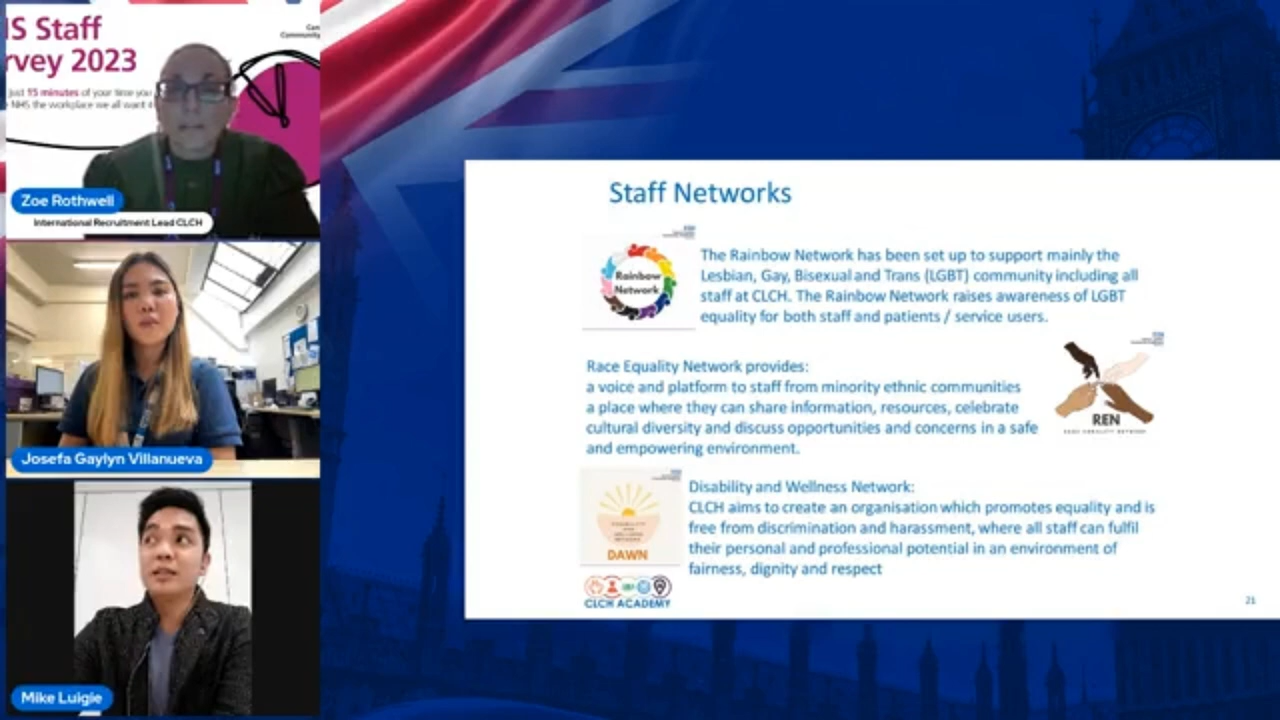 IS Staff
rvey 2023
just 15 minutes of your time you
NHS the workplace we all want
Zoe Rothwell
International Recruitment Lead CLCH
Josefa Gaylyn Villanueva
Mike Luigie
Staff Networks
Rainbow
Network
The Rainbow Network has been set up to support mainly the
Lesbian, Gay, Bisexual and Trans (LGBT) community including all
staff at CLCH. The Rainbow Network raises awareness of LGBT
equality for both staff and patients / service users.
Race Equality Network provides:
a voice and platform to staff from minority ethnic communities
a place where they can share information, resources, celebrate
cultural diversity and discuss opportunities and concerns in a safe
and empowering environment.
REN
RACE EQUALITY NETWORK
Disability and Wellness Network:
CLCH aims to create an organisation which promotes equality and is
free from discrimination and harassment, where all staff can fulfil
their personal and professional potential in an environment of
fairness, dignity and respect
DAWN
CLCH ACADEMY
21